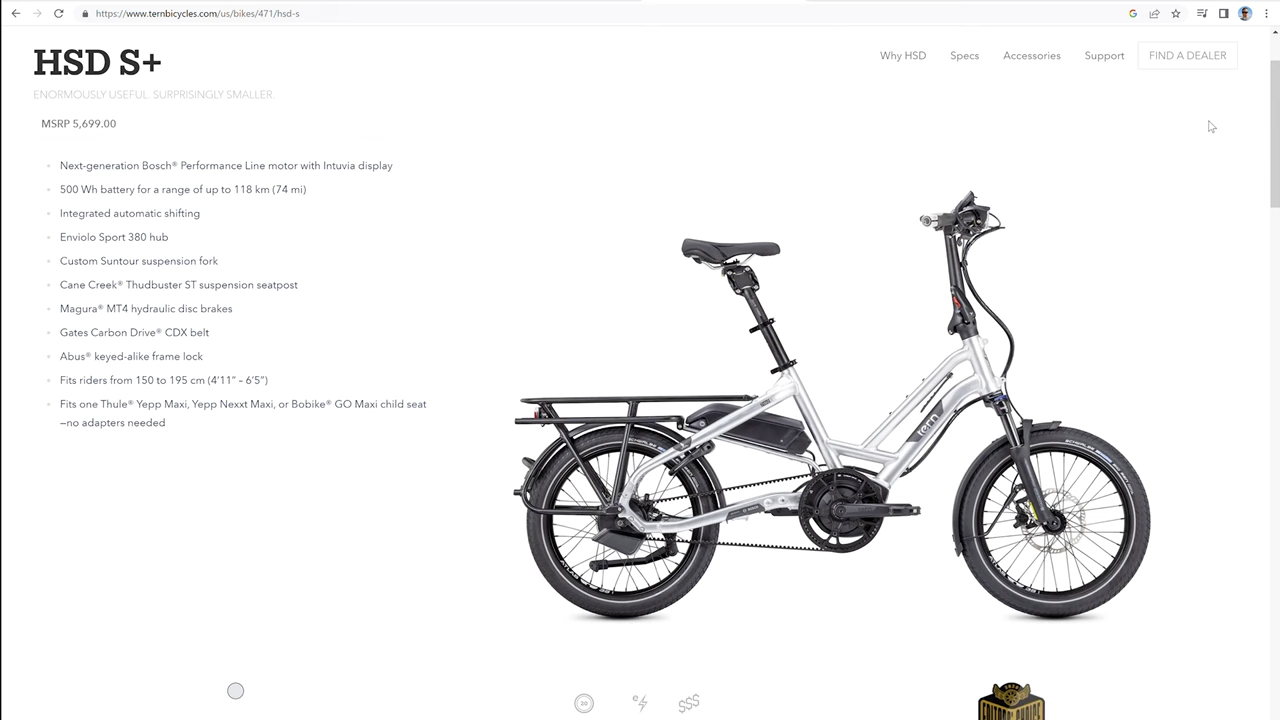 https://www.ternbicycles.com/us/bikes/471/hsd-s
HSD S+
Why HSD
Specs
Accessories
Support
FIND A DEALER
ENORMOUSLY USEFUL. SURPRISINGLY SMALLER.
MSRP 5,699.00
Next-generation Bosch® Performance Line motor with Intuvia display
500 Wh battery for a range of up to 118 km (74 mi)
Integrated automatic shifting
Enviolo Sport 380 hub
Custom Suntour suspension fork
Cane Creek® Thudbuster ST suspension seatpost
Magura® MT4 hydraulic disc brakes
Gates Carbon Drive® CDX belt
Abus® keyed-alike frame lock
Fits riders from 150 to 195 cm (4'11" – 6'5")
Fits one Thule® Yepp Maxi, Yepp Nexxt Maxi, or Bobike® GO Maxi child seat
—no adapters needed
tern
20
e
$$$
EDITORS' CHOICE